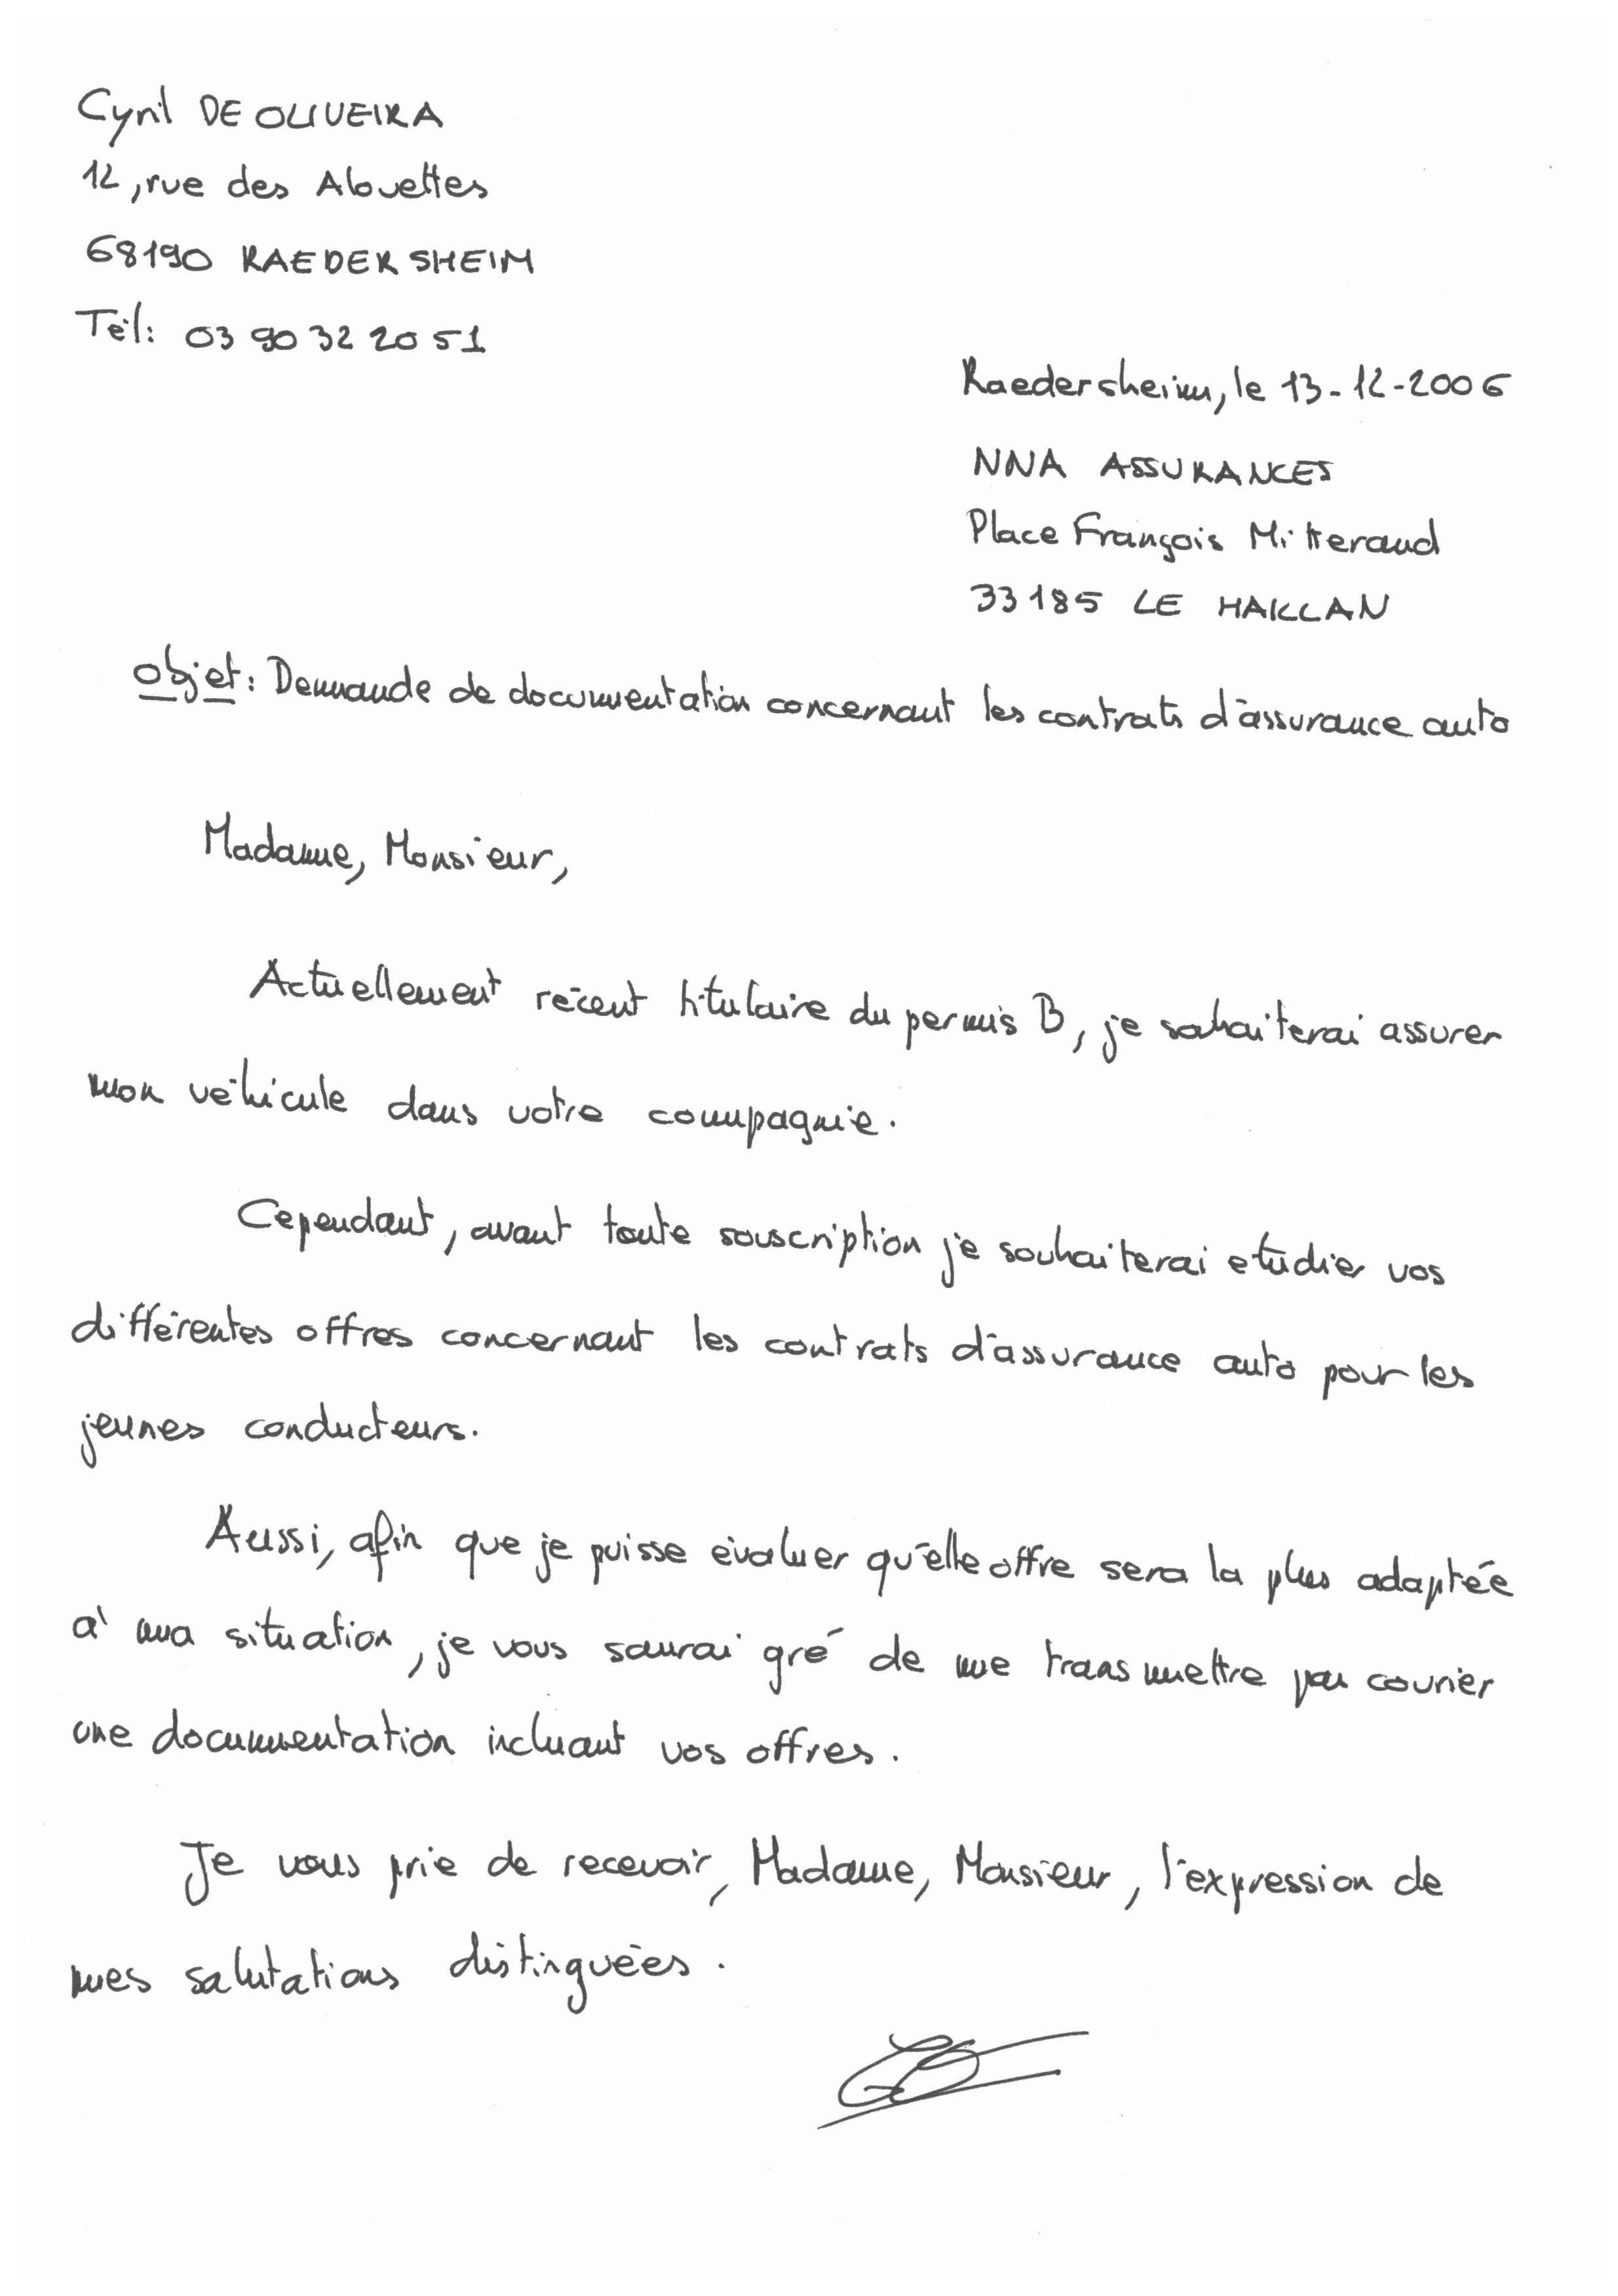 Cyril DE OLIVEIRA
12, rue des Alouettes
68190 RAEDERSHEIM
Tél: 03 90 32 20 51
Raedersheim, le 13-12-2006
NNA ASSURANCES
Place François Mitterand
33185 LE HAILLAN
Objet: Demande de documentation concernant les contrats d'assurance auto
Madame, Monsieur,
Actuellement récent titulaire du permis B, je sohaiterai assurer
mon véhicule dans votre compagnie.
Cependant, avant toute souscription je souhaiterai étudier vos
différentes offres concernant les contrats d'assurance auto pour les
jeunes conducteurs.
Aussi, afin que je puisse évaluer qu'elle offre sera la plus adaptée
à ma situation, je vous saurai gré de me transmettre par courier
une documentation incluant vos offres.
Je vous prie de recevoir, Madame, Monsieur, l'expression de
mes salutations distinguées.